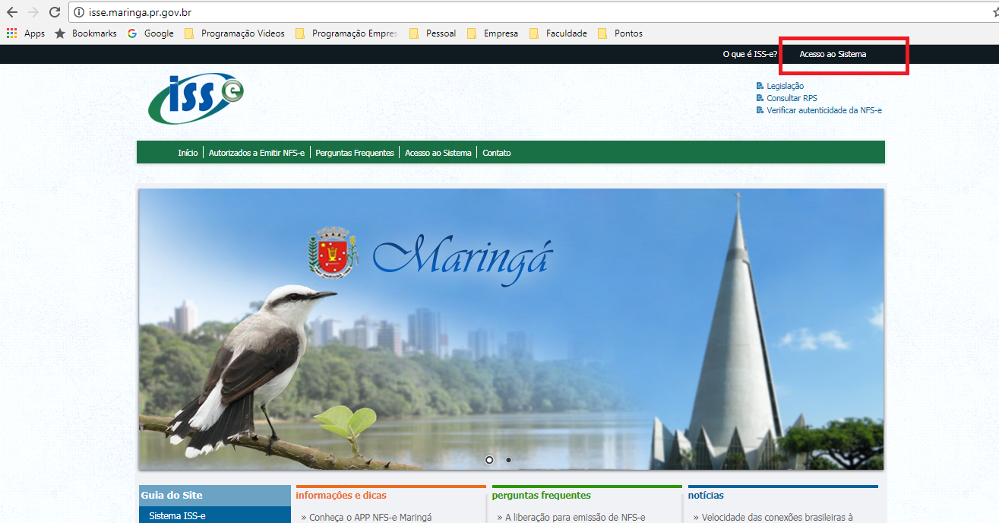 isse.maringa.pr.gov.br
Apps Bookmarks Google Programação Videos Programação Empres Pessoal Empresa Faculdade Pontos
O que é ISS-e? Acesso ao Sistema
isse
Legislação
Consultar RPS
Verificar autenticidade da NFS-e
Início Autorizados a Emitir NFS-e Perguntas Frequentes Acesso ao Sistema Contato
Maringá
Guia do Site informações e dicas perguntas frequentes notícias
Sistema ISS-e » Conheça o APP NFS-e Maringá » A liberação para emissão de NFS-e » Velocidade das conexões brasileiras à